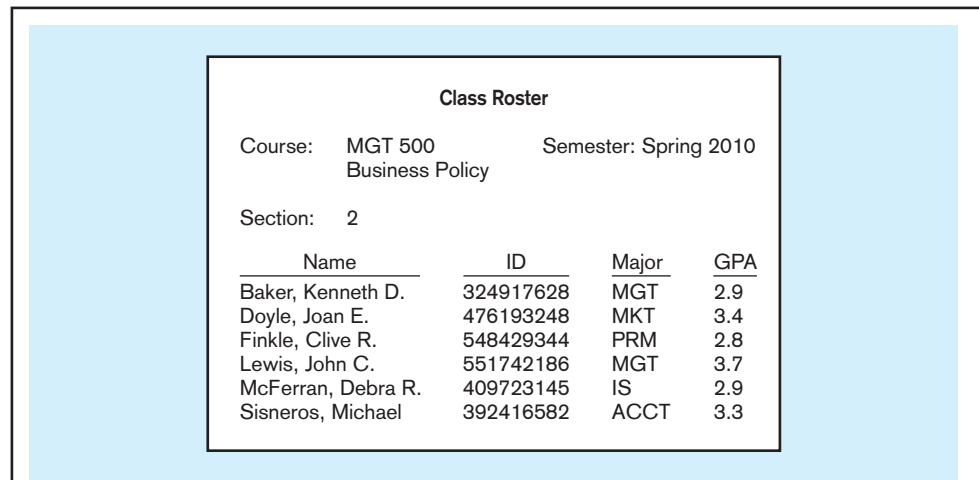 Class Roster
Course: MGT 500 Semester: Spring 2010
Business Policy
Section: 2
Name ID Major GPA
Baker, Kenneth D. 324917628 MGT 2.9
Doyle, Joan E. 476193248 MKT 3.4
Finkle, Clive R. 548429344 PRM 2.8
Lewis, John C. 551742186 MGT 3.7
McFerran, Debra R. 409723145 IS 2.9
Sisneros, Michael 392416582 ACCT 3.3